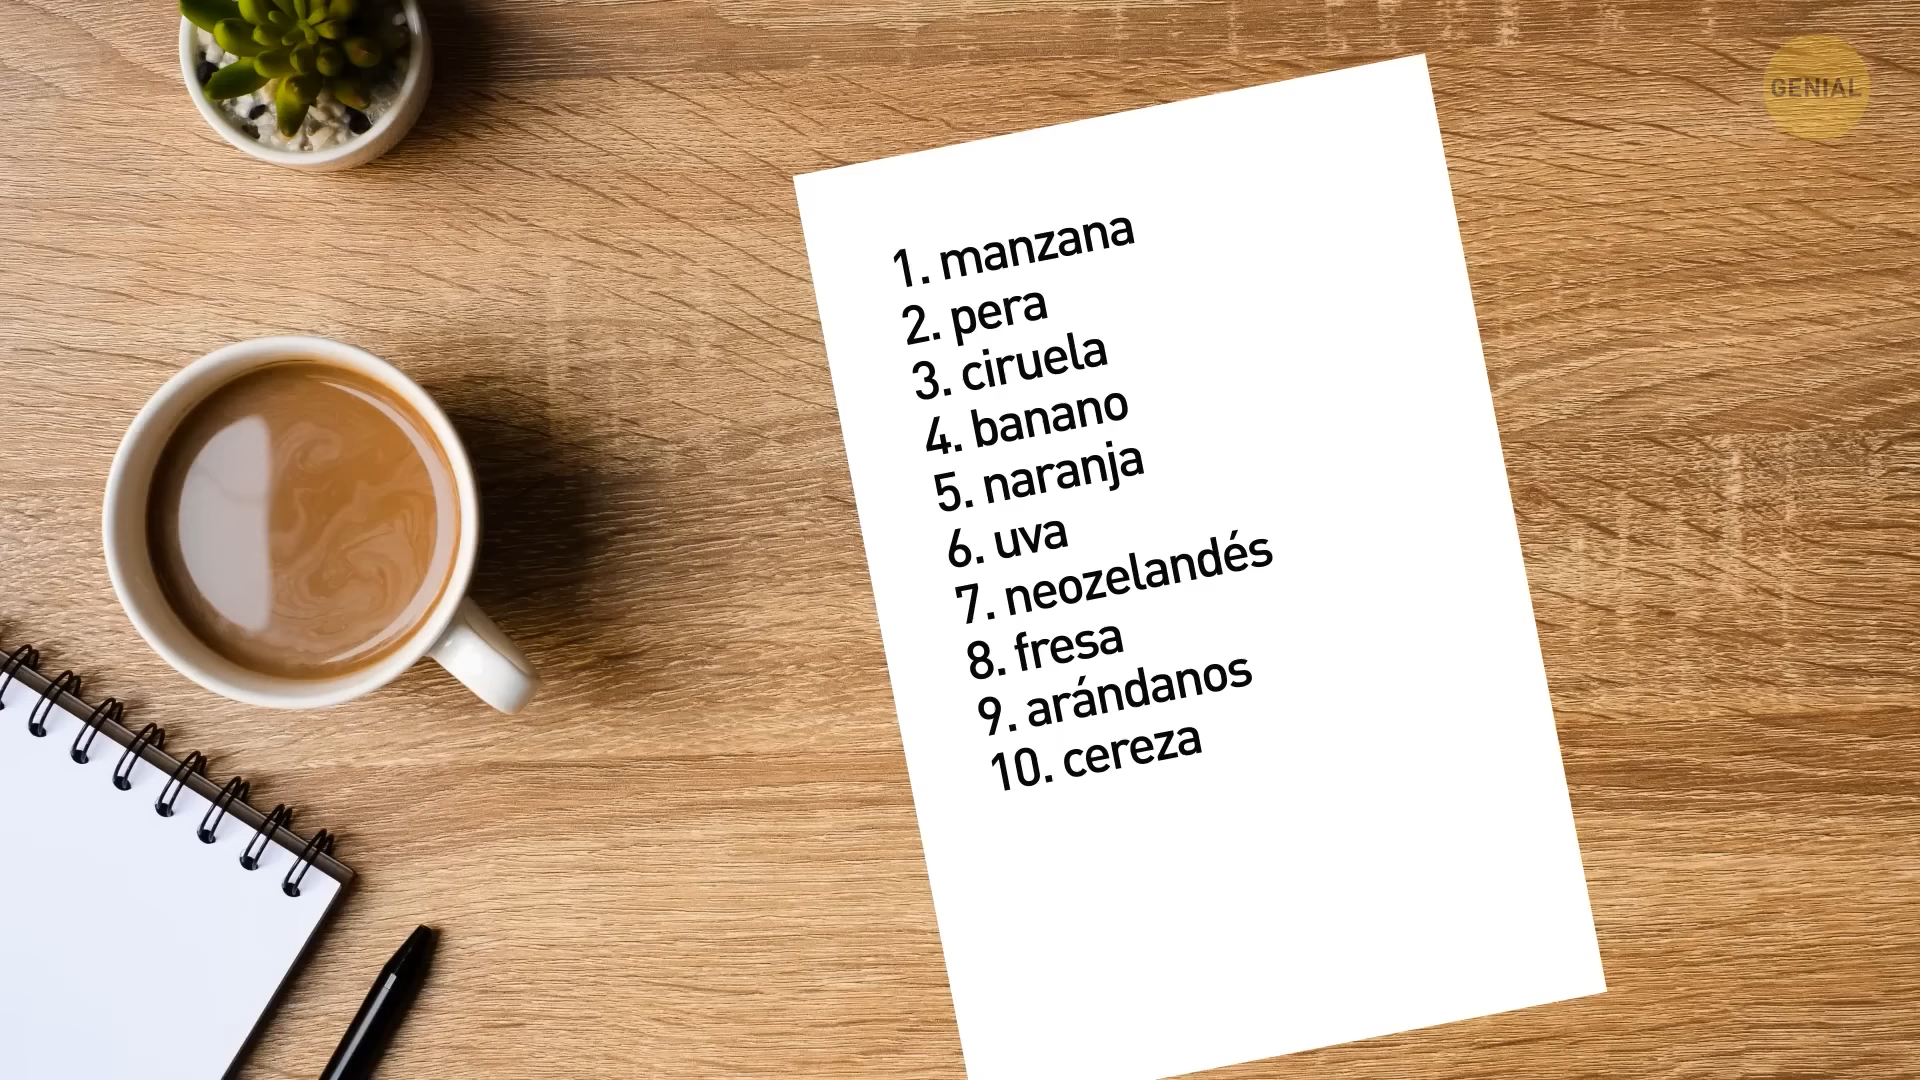 GENIAL
1. manzana
2. pera
3. ciruela
4. banano
5. naranja
6. uva
7. neozelandés
8. fresa
9. arándanos
10. cereza